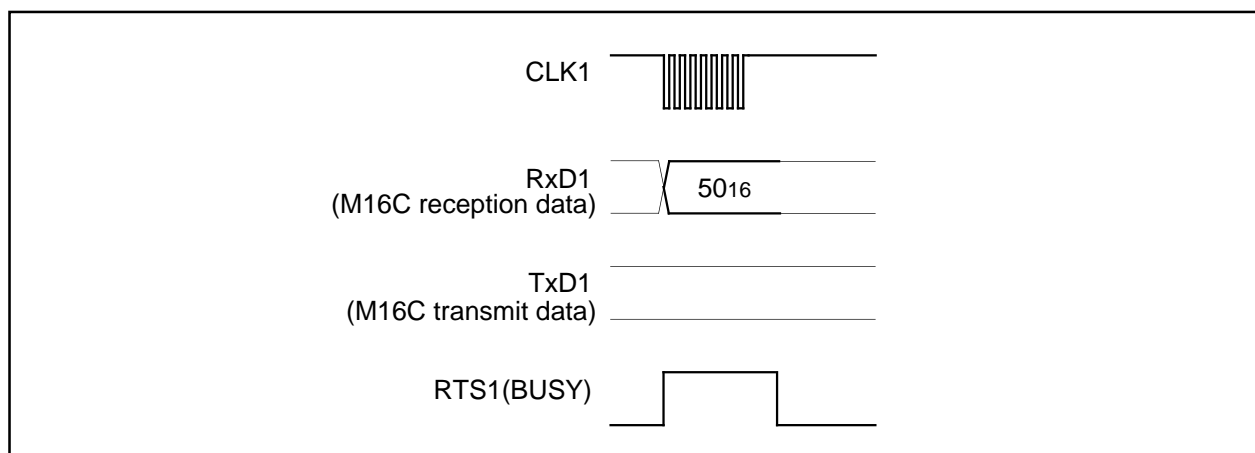 CLK1
RxD1
(M16C reception data)
5016
TxD1
(M16C transmit data)
RTS1(BUSY)